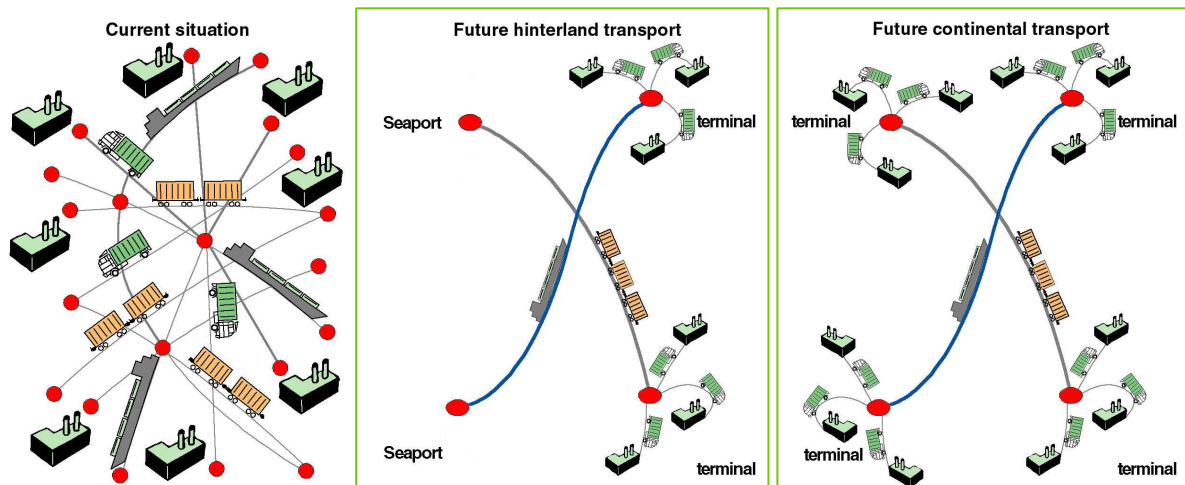 Current situation
Future hinterland transport
Seaport
terminal
Seaport
terminal
Future continental transport
terminal
terminal
terminal
terminal